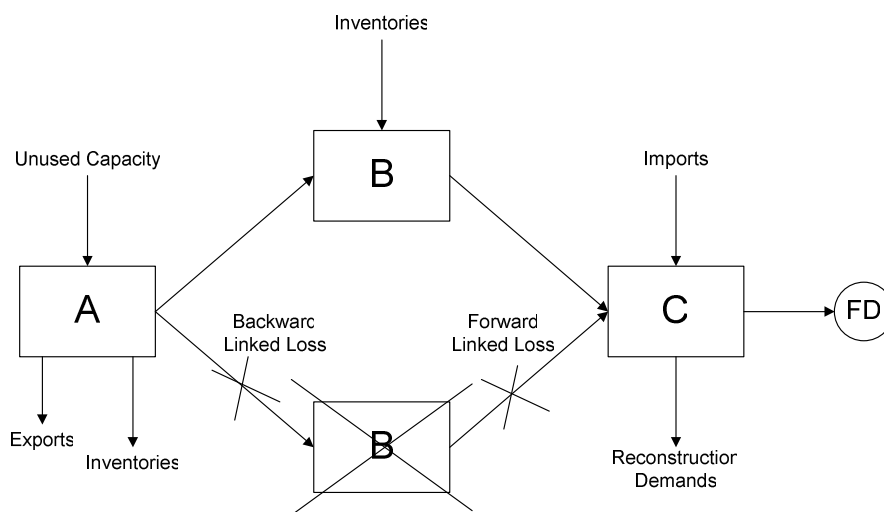 Inventories
Unused Capacity
B
Imports
A
C
FD
Backward
Linked Loss
Forward
Linked Loss
B
Exports
Inventories
Reconstruction
Demands